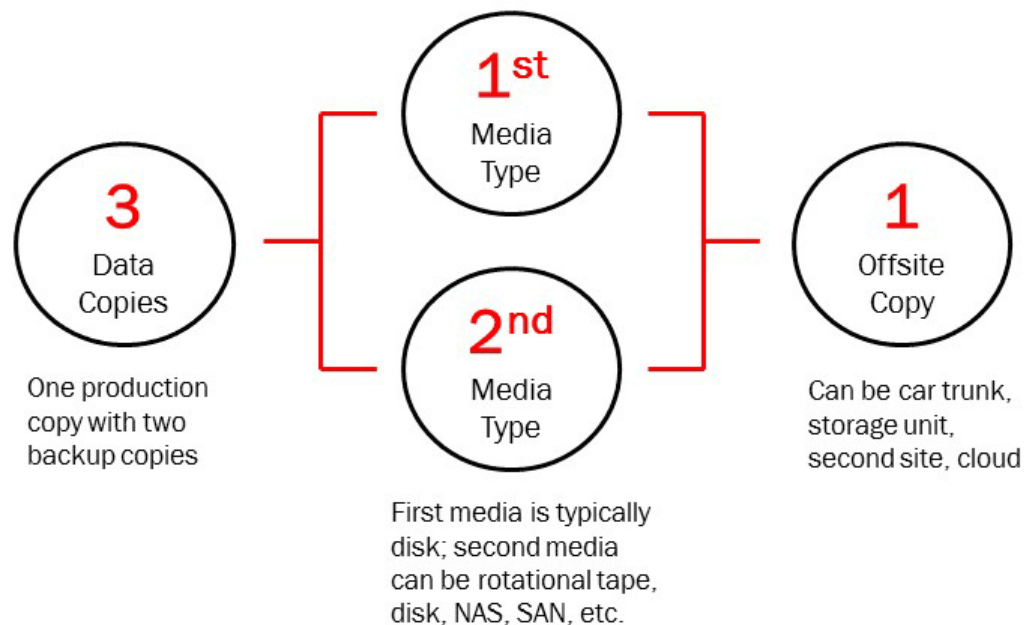 3
Data
Copies
One production
copy with two
backup copies
1st
Media
Type
2nd
Media
Type
First media is typically
disk; second media
can be rotational tape,
disk, NAS, SAN, etc.
1
Offsite
Copy
Can be car trunk,
storage unit,
second site, cloud